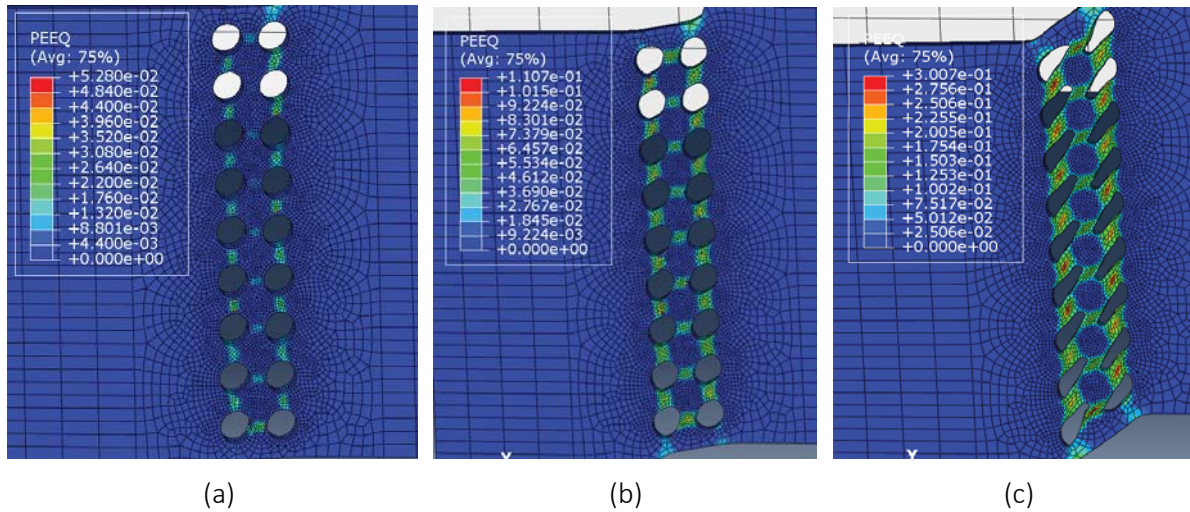 PEEQ
(Avg: 75%)
+5.280e-02
+4.840e-02
+4.400e-02
+3.960e-02
+3.520e-02
+3.080e-02
+2.640e-02
+2.200e-02
+1.760e-02
+1.320e-02
+8.801e-03
+4.400e-03
+0.000e+00
PEEQ
(Avg: 75%)
+1.107e-01
+1.015e-01
+9.224e-02
+8.301e-02
+7.379e-02
+6.457e-02
+5.534e-02
+4.612e-02
+3.690e-02
+2.767e-02
+1.845e-02
+9.224e-03
+0.000e+00
Y
PEEQ
(Avg: 75%)
+3.007e-01
+2.756e-01
+2.506e-01
+2.255e-01
+2.005e-01
+1.754e-01
+1.503e-01
+1.253e-01
+1.002e-01
+7.517e-02
+5.012e-02
+2.506e-02
+0.000e+00
Y
(a)
(b)
(c)